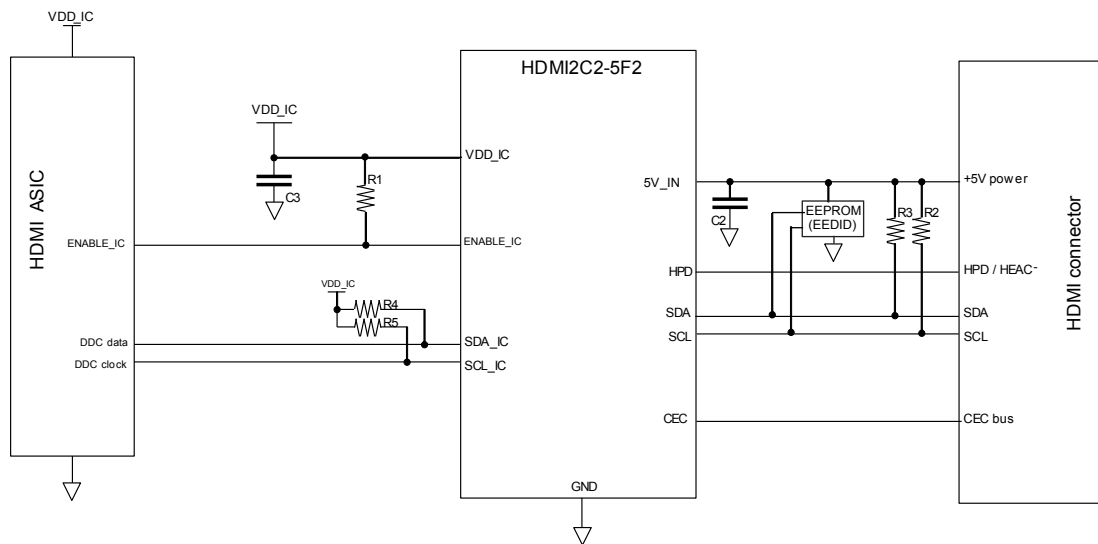 VDD_IC
HDMI ASIC
ENABLE_IC
DDC data
DDC clock
VDD_IC
C3
R1
VDD_IC
R4
R5
HDMI2C2-5F2
VDD_IC
ENABLE_IC
SDA_IC
SCL_IC
5V_IN
HPD
SDA
SCL
CEC
GND
C2
EEPROM
(EEDID)
R3
R2
+5V power
HPD / HEAC-
SDA
SCL
CEC bus
HDMI connector